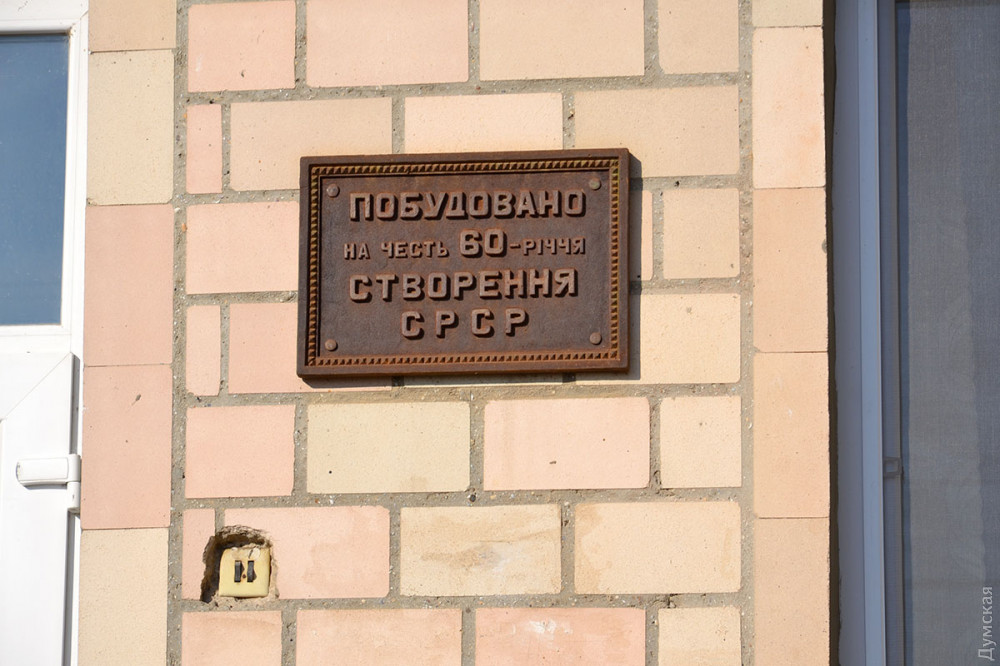 ПОБУДОВАНО
НА ЧЕСТЬ 60-РІЧЧЯ
СТВОРЕННЯ
СРСР
Думская